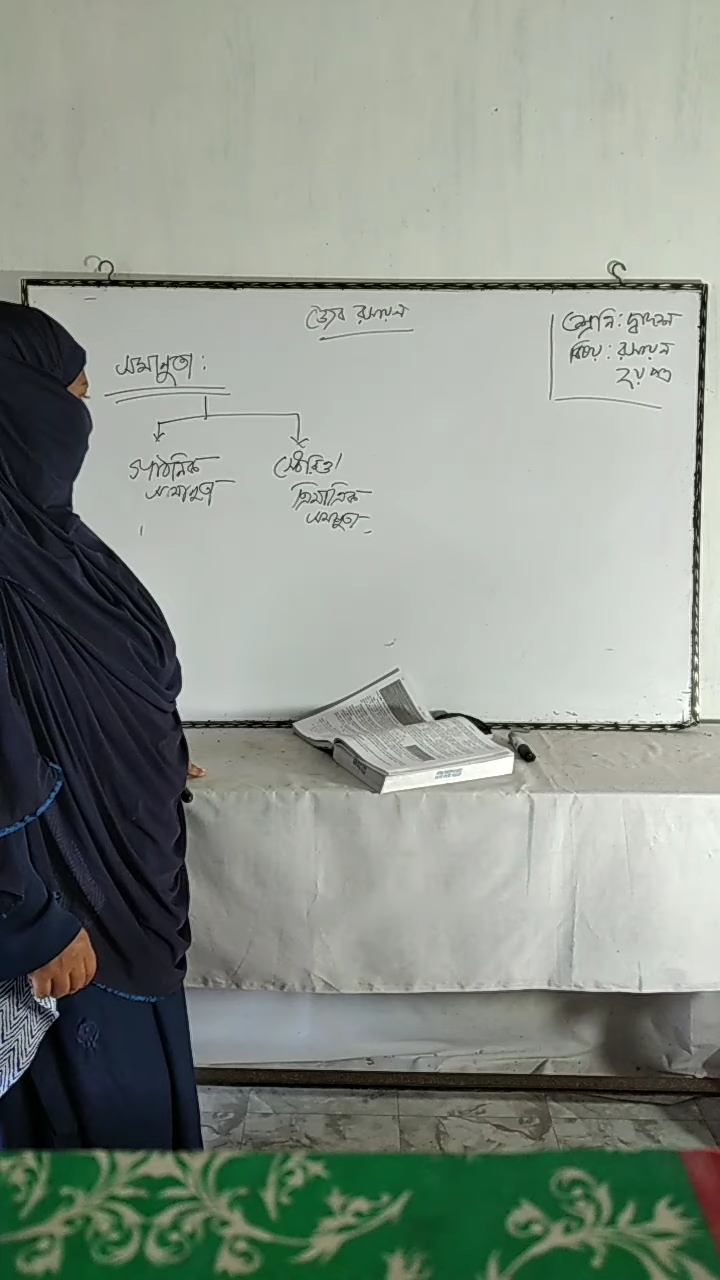 জৈব রসায়ন
শ্রেণি: দ্বাদশ
বিষয়: রসায়ন
২য় পত্র
সমানুতা:
গাঠনিক
সমানুতা
স্টেরিও/
ত্রিমাত্রিক
সমানুতা